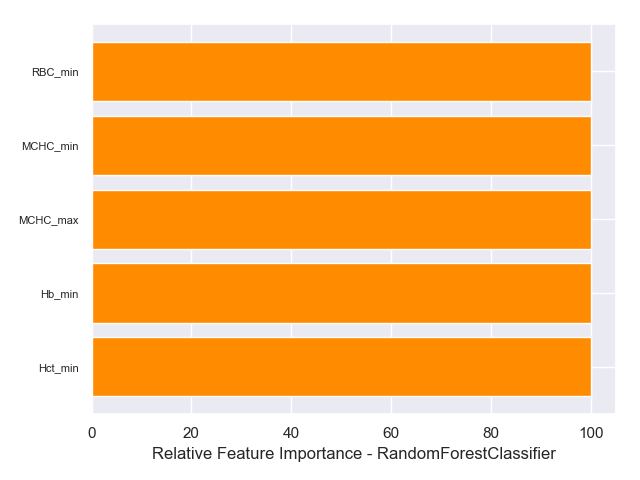 RBC_min
MCHC_min
MCHC_max
Hb_min
Hct_min
0 20 40 60 80 100
Relative Feature Importance - RandomForestClassifier